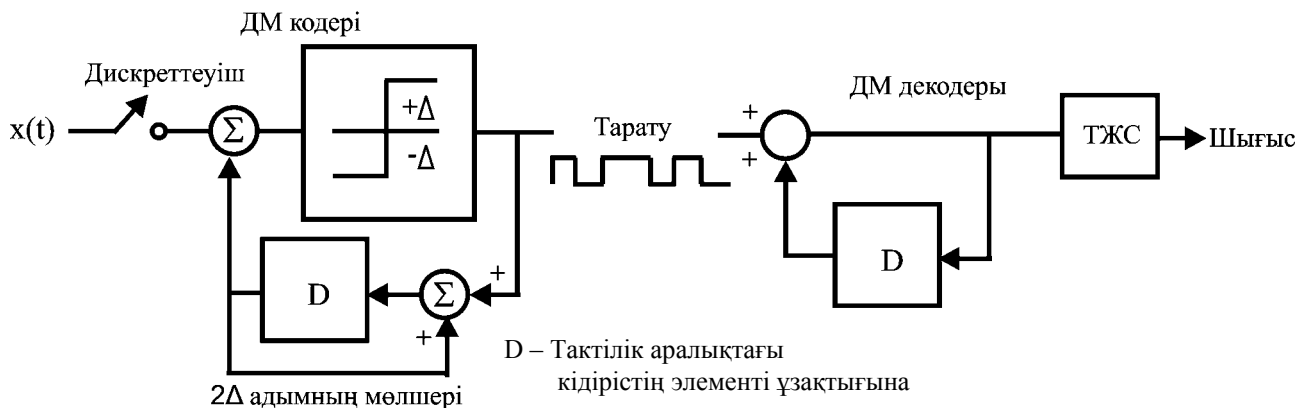 ДМ кодері
Дискреттеуіш
x(t)
Σ
+Δ
-Δ
Тарату
ДМ декодеры
+
+
ТЖС
Шығыс
D
Σ
+
+
D
2Δ адымның мөлшері
D – Тактілік аралықтағы
кідірістің элементі ұзақтығына